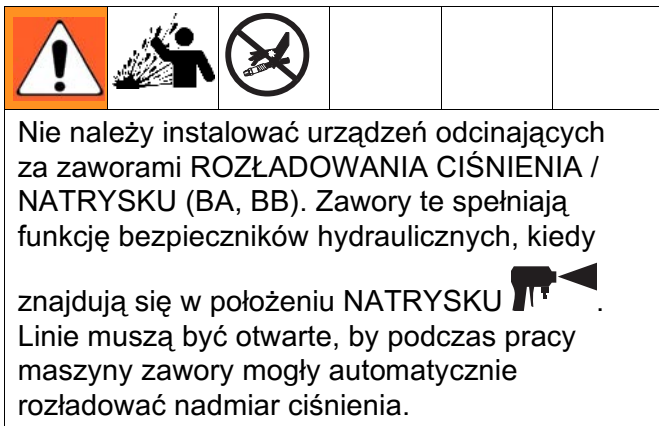 Nie należy instalować urządzeń odcinających
za zaworami ROZŁADOWANIA CIŚNIENIA /
NATRYSKU (BA, BB). Zawory te spełniają
funkcję bezpieczników hydraulicznych, kiedy
znajdują się w położeniu NATRYSKU .
Linie muszą być otwarte, by podczas pracy
maszyny zawory mogły automatycznie
rozładować nadmiar ciśnienia.